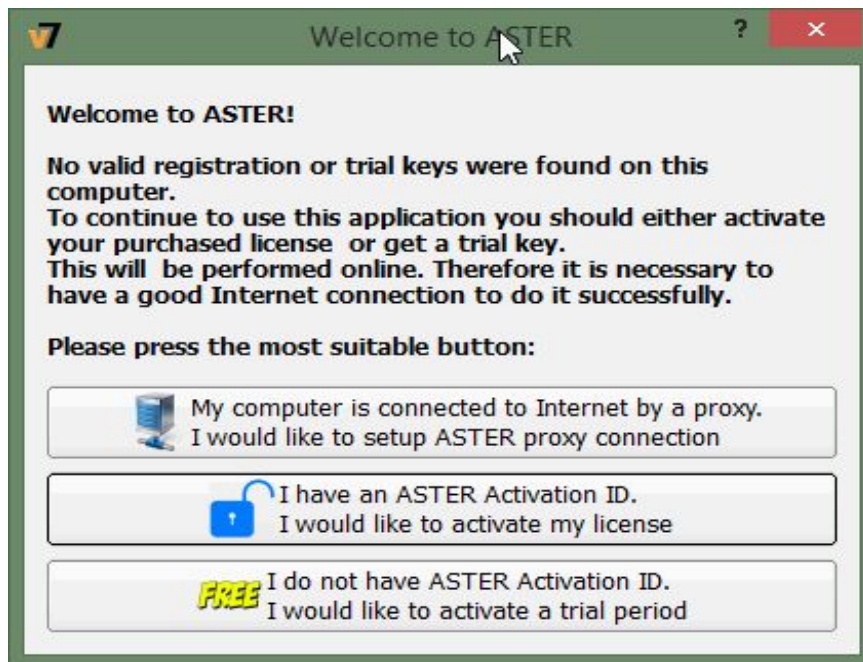 v7
Welcome to ASTER
?
Welcome to ASTER!
No valid registration or trial keys were found on this
computer.
To continue to use this application you should either activate
your purchased license or get a trial key.
This will be performed online. Therefore it is necessary to
have a good Internet connection to do it successfully.
Please press the most suitable button:
My computer is connected to Internet by a proxy.
I would like to setup ASTER proxy connection
I have an ASTER Activation ID.
I would like to activate my license
FREE
I do not have ASTER Activation ID.
I would like to activate a trial period